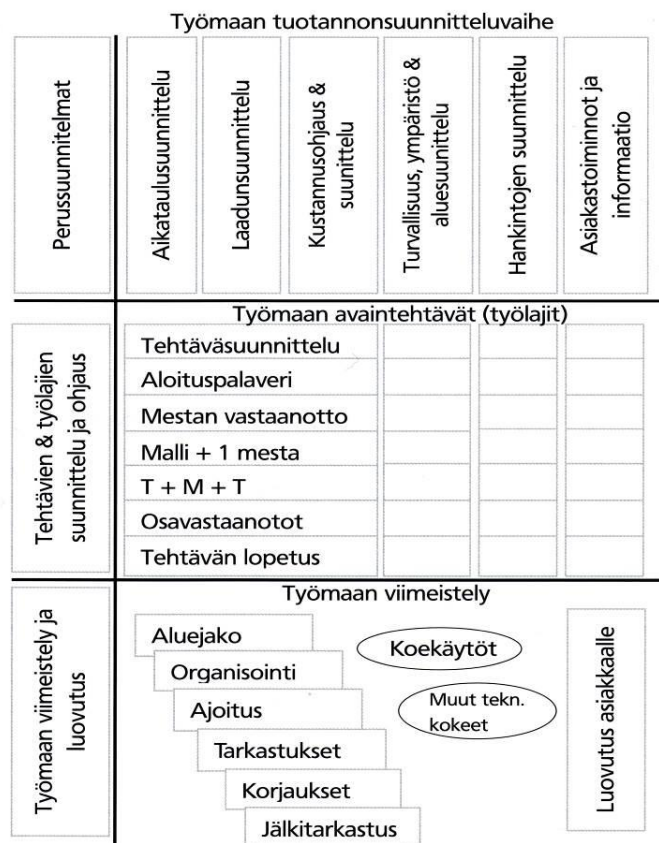 Työmaan tuotannonsuunnitteluvaihe
Perussuunnitelmat
Aikataulusuunnittelu
Laadunsuunnittelu
Kustannusohjaus &
suunittelu
Turvallisuus, ympäristö &
aluesuunittelu
Hankintojen suunnittelu
Asiakastoiminnot ja
informaatio
Tehtävien & työlajien
suunnittelu ja ohjaus
Työmaan avaintehtävät (työlajit)
Tehtäväsuunnittelu
Aloituspalaveri
Mestan vastaanotto
Malli + 1 mesta
T + M + T
Osavastaanotot
Tehtävän lopetus
Työmaan viimeistely ja
luovutus
Työmaan viimeistely
Aluejako
Organisointi
Ajoitus
Tarkastukset
Korjaukset
Jälkitarkastus
Koekäytöt
Muut tekn.
kokeet
Luovutus asiakkaalle